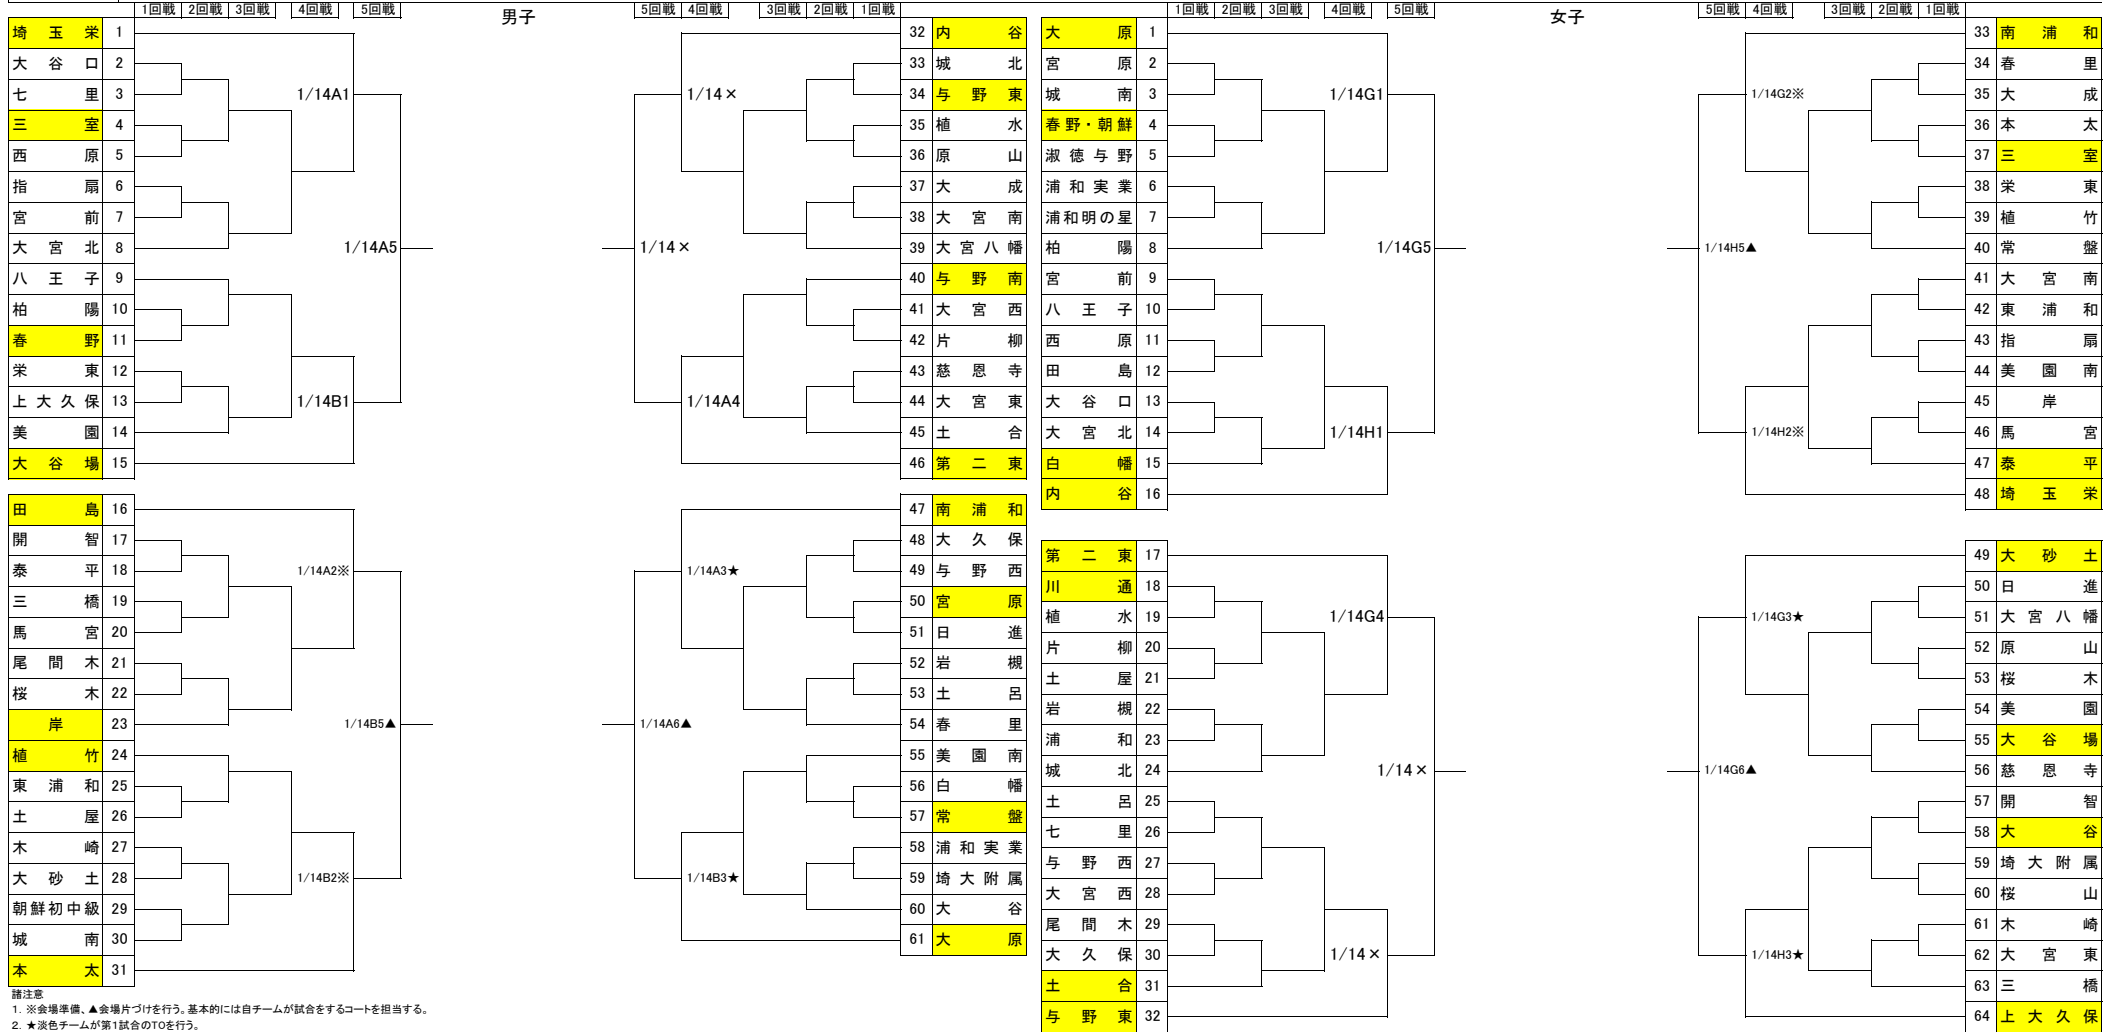 男子
1回戦 2回戦 3回戦 4回戦 5回戦
5回戦 4回戦 3回戦 2回戦 1回戦
埼玉栄 1
大谷口 2
七里 3
三室 4
西原 5
指扇 6
宮前 7
大宮北 8
八王子 9
柏陽 10
春野 11
栄東 12
上大久保 13
美園 14
大谷場 15
1/14A1
1/14A5
1/14B1
田島 16
開智 17
泰平 18
三橋 19
馬宮 20
尾間木 21
桜木 22
岸 23
植竹 24
東浦和 25
土屋 26
木崎 27
大砂土 28
朝鮮初中級 29
城南 30
本太 31
1/14A2※
1/14B5▲
1/14B2※
32 内谷
33 城北
34 与野東
35 植水
36 原山
37 大成
38 大宮南
39 大宮八幡
40 与野南
41 大宮西
42 片柳
43 慈恩寺
44 大宮東
45 土合
46 第二東
1/14×
1/14×
1/14A4
47 南浦和
48 大久保
49 与野西
50 宮原
51 日進
52 岩槻
53 土呂
54 春里
55 美園南
56 白幡
57 常盤
58 浦和実業
59 埼大附属
60 大谷
61 大原
1/14A3★
1/14A6▲
1/14B3★
女子
1回戦 2回戦 3回戦 4回戦 5回戦
5回戦 4回戦 3回戦 2回戦 1回戦
大原 1
宮原 2
城南 3
春野・朝鮮 4
淑徳与野 5
浦和実業 6
浦和明の星 7
柏陽 8
宮前 9
八王子 10
西原 11
田島 12
大谷口 13
大宮北 14
白幡 15
内谷 16
1/14G1
1/14G5
1/14H1
第二東 17
川通 18
植水 19
片柳 20
土屋 21
岩槻 22
浦和 23
城北 24
土呂 25
七里 26
与野西 27
大宮西 28
尾間木 29
大久保 30
土合 31
与野東 32
1/14G4
1/14×
1/14×
33 南浦和
34 春里
35 大成
36 本太
37 三室
38 栄東
39 植竹
40 常盤
41 大宮南
42 東浦和
43 指扇
44 美園南
45 岸
46 馬宮
47 泰平
48 埼玉栄
1/14G2※
1/14H5▲
1/14H2※
49 大砂土
50 日進
51 大宮八幡
52 原山
53 桜木
54 美園
55 大谷場
56 慈恩寺
57 開智
58 大谷
59 埼大附属
60 桜山
61 木崎
62 大宮東
63 三橋
64 上大久保
1/14G3★
1/14G6▲
1/14H3★
諸注意
1. ※会場準備、▲会場片づけを行う。基本的には自チームが試合をするコートを担当する。
2. ★淡色チームが第1試合のTOを行う。